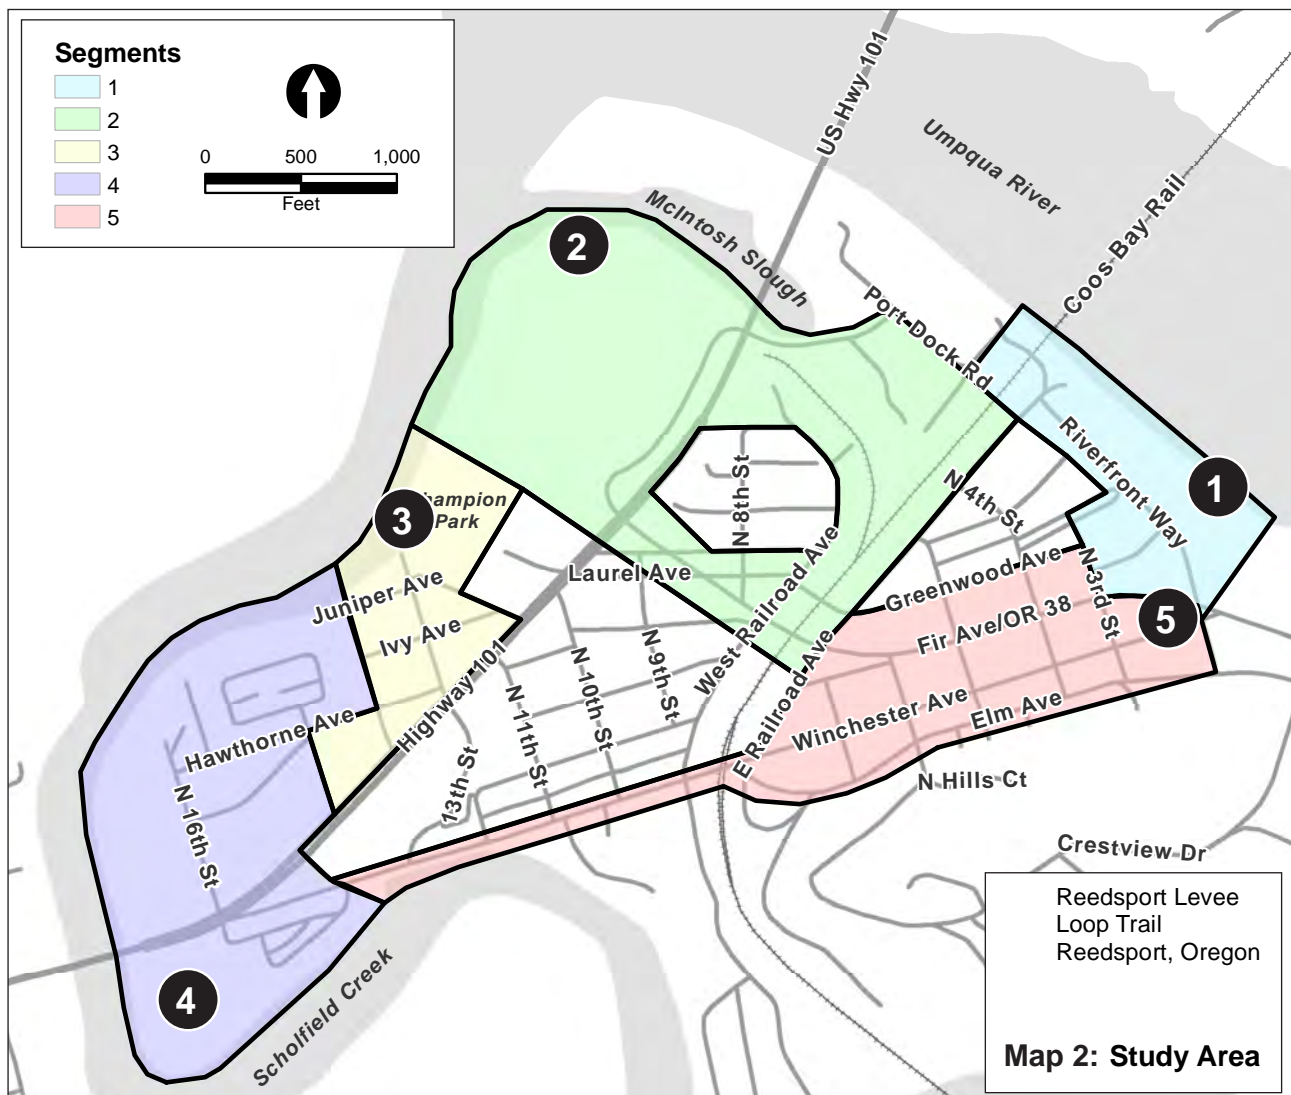 Segments
1
2
3
4
5
0 500 1,000
Feet
US Hwy 101
Umpqua River
Coos Bay Rail
McIntosh Slough
Port Dock Rd
Riverfront Way
2
1
3
Champion
Park
N 8th St
N 4th St
Laurel Ave
Juniper Ave
Ivy Ave
West Railroad Ave
Greenwood Ave
N 3rd St
Fir Ave/OR 38
5
Highway 101
N 9th St
N 10th St
N 11th St
13th St
E Railroad Ave
Winchester Ave
Elm Ave
Hawthorne Ave
N 16th St
N Hills Ct
Crestview Dr
4
Scholfield Creek
Reedsport Levee
Loop Trail
Reedsport, Oregon
Map 2: Study Area